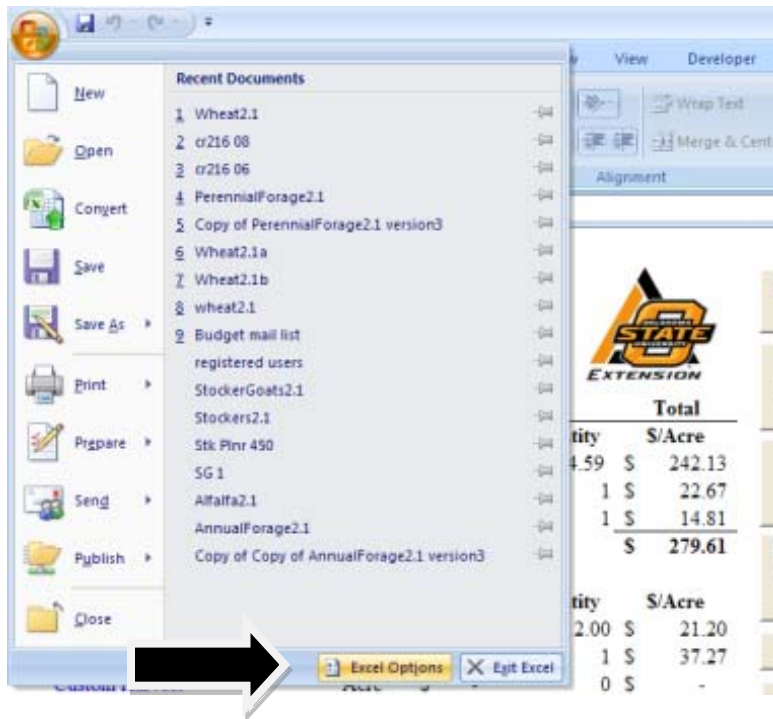 New
Open
Convert
Save
Save As
Print
Prepare
Send
Publish
Close
Recent Documents
1 Wheat2.1
2 cr216 08
3 cr216 06
4 PerennialForage2.1
5 Copy of PerennialForage2.1 version3
6 Wheat2.1a
7 Wheat2.1b
8 wheat2.1
9 Budget mail list
registered users
StockerGoats2.1
Stockers2.1
Stk Plnr 450
SG 1
Alfalfa2.1
AnnualForage2.1
Copy of Copy of AnnualForage2.1 version3
Excel Options Exit Excel
View Developer
Wrap Text
Merge & Cent
Alignment
OKLAHOMA
STATE
UNIVERSITY
EXTENSION
Total
tity $/Acre
4.59 $ 242.13
1 $ 22.67
1 $ 14.81
$ 279.61
tity $/Acre
2.00 $ 21.20
1 $ 37.27
0 $ -